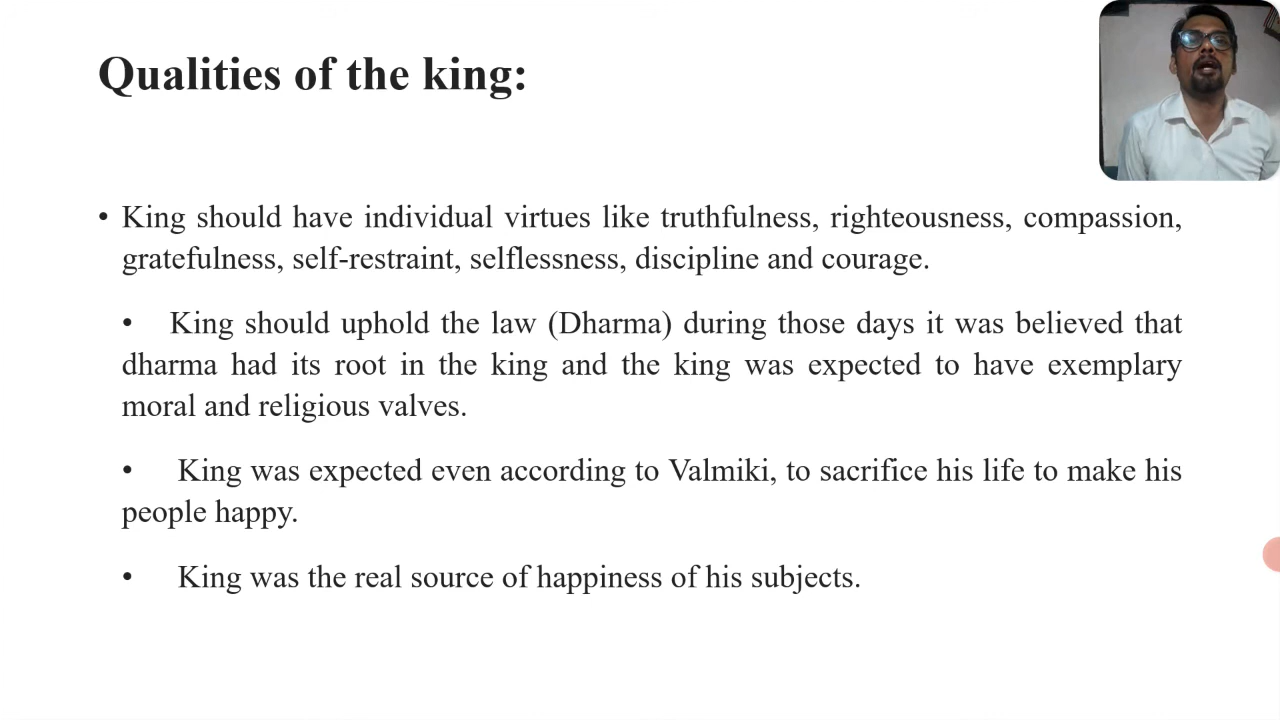 Qualities of the king:
• King should have individual virtues like truthfulness, righteousness, compassion,
gratefulness, self-restraint, selflessness, discipline and courage.
• King should uphold the law (Dharma) during those days it was believed that
dharma had its root in the king and the king was expected to have exemplary
moral and religious valves.
• King was expected even according to Valmiki, to sacrifice his life to make his
people happy.
• King was the real source of happiness of his subjects.